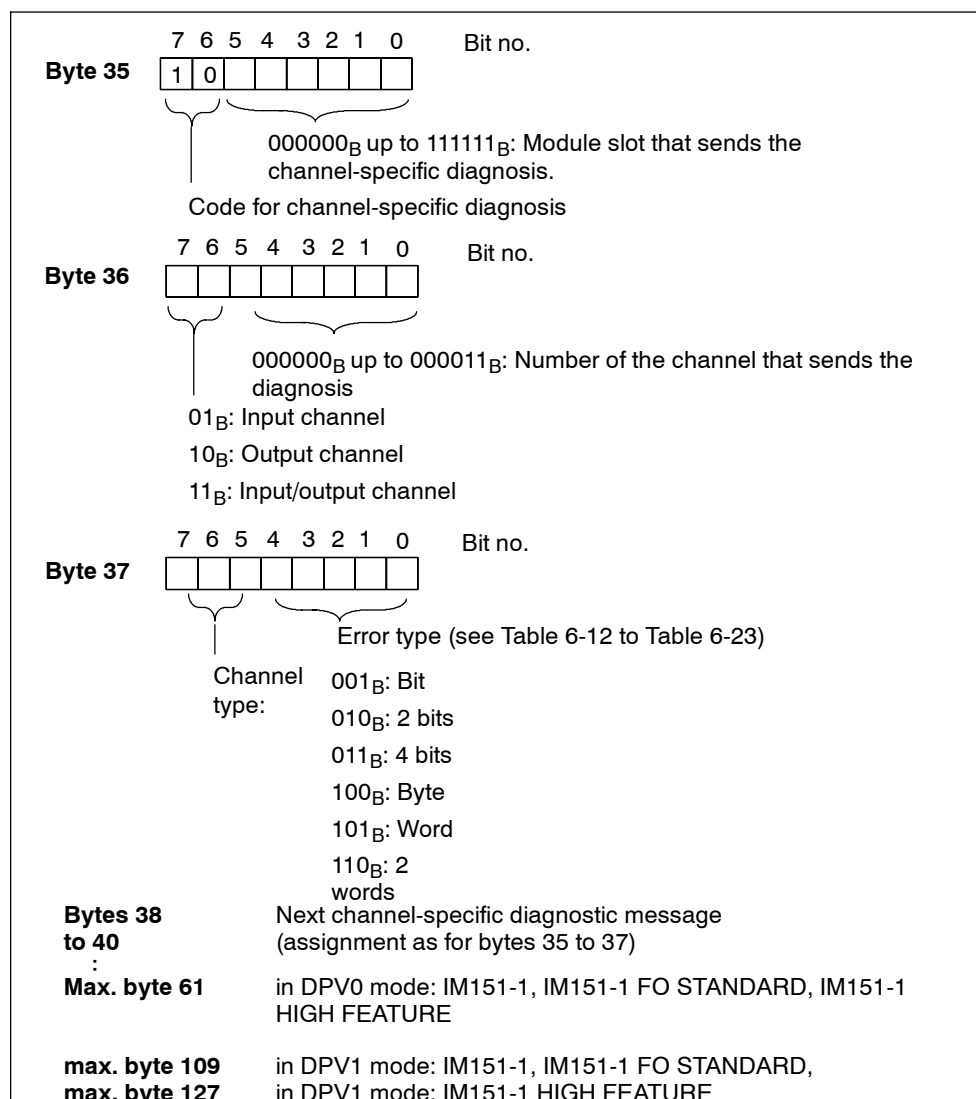 7 6 5 4 3 2 1 0 Bit no.
Byte 35 1 0
000000B up to 111111B: Module slot that sends the
channel-specific diagnosis.
Code for channel-specific diagnosis
7 6 5 4 3 2 1 0 Bit no.
Byte 36
000000B up to 000011B: Number of the channel that sends the
diagnosis
01B: Input channel
10B: Output channel
11B: Input/output channel
7 6 5 4 3 2 1 0 Bit no.
Byte 37
Error type (see Table 6-12 to Table 6-23)
Channel
type:
001B: Bit
010B: 2 bits
011B: 4 bits
100B: Byte
101B: Word
110B: 2
words
Bytes 38 Next channel-specific diagnostic message
to 40 (assignment as for bytes 35 to 37)
:
Max. byte 61 in DPV0 mode: IM151-1, IM151-1 FO STANDARD, IM151-1
HIGH FEATURE
max. byte 109 in DPV1 mode: IM151-1, IM151-1 FO STANDARD,
max. byte 127 in DPV1 mode: IM151-1 HIGH FEATURE